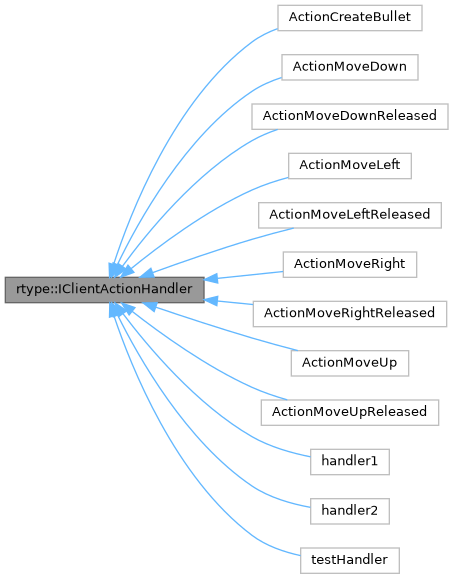 ActionCreateBullet
ActionMoveDown
ActionMoveDownReleased
ActionMoveLeft
ActionMoveLeftReleased
rtype::IClientActionHandler
ActionMoveRight
ActionMoveRightReleased
ActionMoveUp
ActionMoveUpReleased
handler1
handler2
testHandler